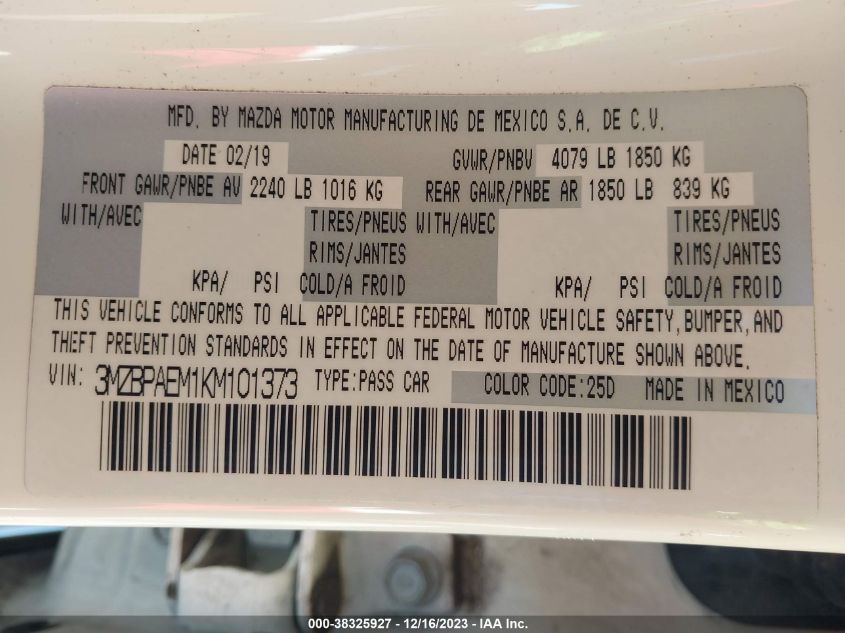 MFD. BY MAZDA MOTOR MANUFACTURING DE MEXICO S.A. DE C.V.
DATE 02/19 GVWR/PNBV 4079 LB 1850 KG
FRONT GAWR/PNBE AV 2240 LB 1016 KG REAR GAWR/PNBE AR 1850 LB 839 KG
WITH/AVEC TIRES/PNEUS WITH/AVEC TIRES/PNEUS
RIMS/JANTES RIMS/JANTES
KPA/ PSI COLD/A FROID KPA/ PSI COLD/A FROID
THIS VEHICLE CONFORMS TO ALL APPLICABLE FEDERAL MOTOR VEHICLE SAFETY, BUMPER, AND
THEFT PREVENTION STANDARDS IN EFFECT ON THE DATE OF MANUFACTURE SHOWN ABOVE.
VIN: 3MZBPAEM1KM101373 TYPE:PASS CAR COLOR CODE:25D MADE IN MEXICO
000-38325927 - 12/16/2023 - IAA Inc.